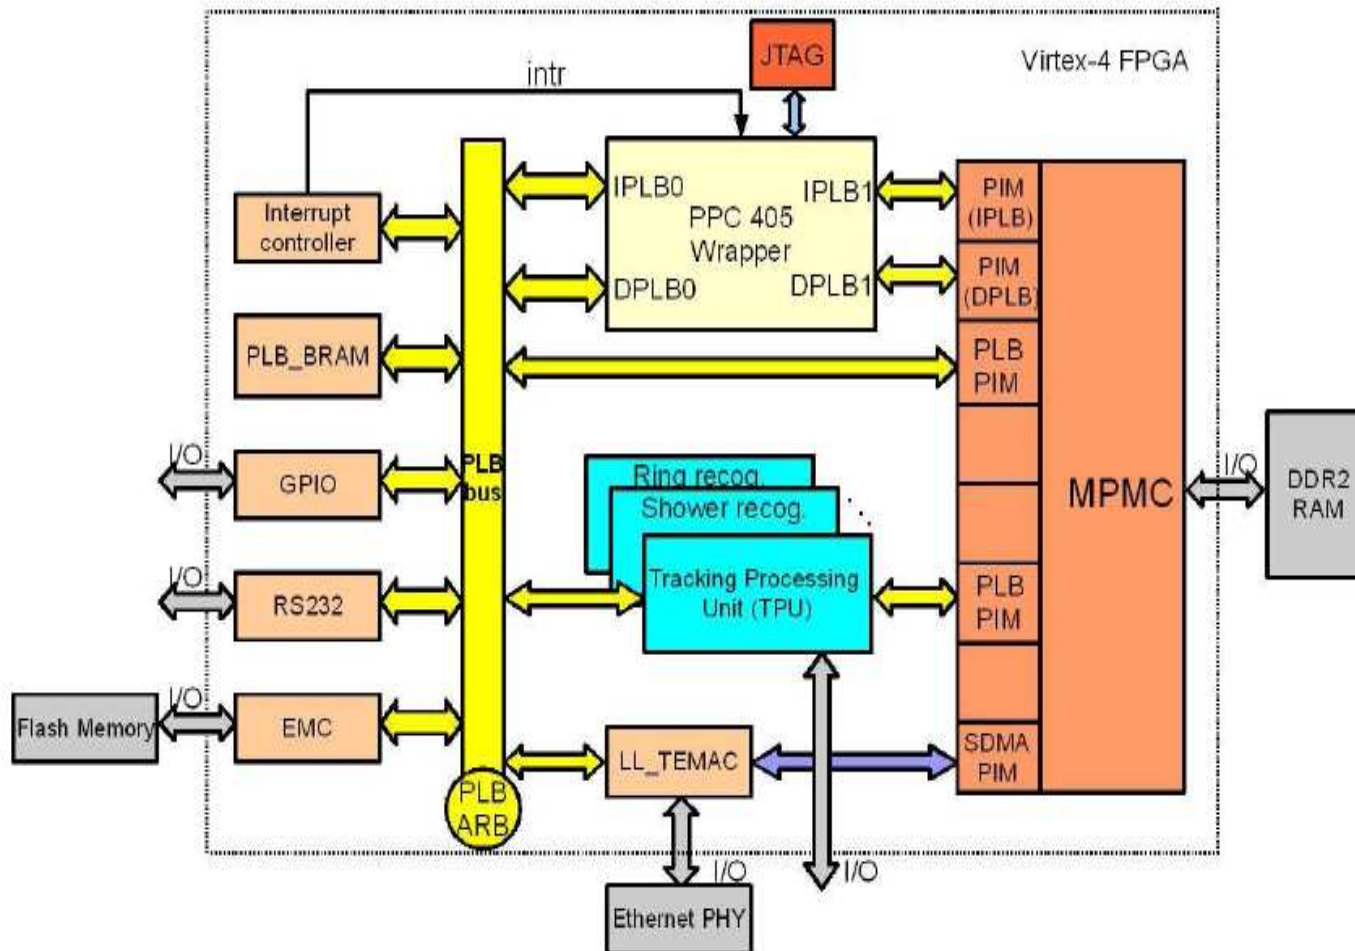 JTAG
Virtex-4 FPGA
intr
Interrupt
controller
IPLB0
IPLB1
PPC 405
Wrapper
DPLB0
DPLB1
PIM
(IPLB)
PIM
(DPLB)
PLB_BRAM
PLB
PIM
I/O
GPIO
PLB
bus
Ring recog.
Shower recog.
Tracking Processing
Unit (TPU)
MPMC
I/O
DDR2
RAM
I/O
RS232
PLB
PIM
I/O
Flash Memory
EMC
LL_TEMAC
SDMA
PIM
PLB
ARB
I/O
I/O
Ethernet PHY